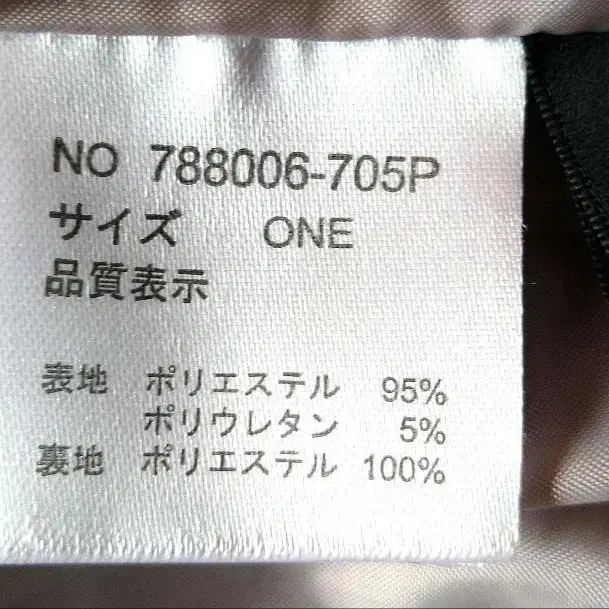 NO 788006-705P
サイズ ONE
品質表示
表地 ポリエステル 95%
ポリウレタン 5%
裏地 ポリエステル 100%